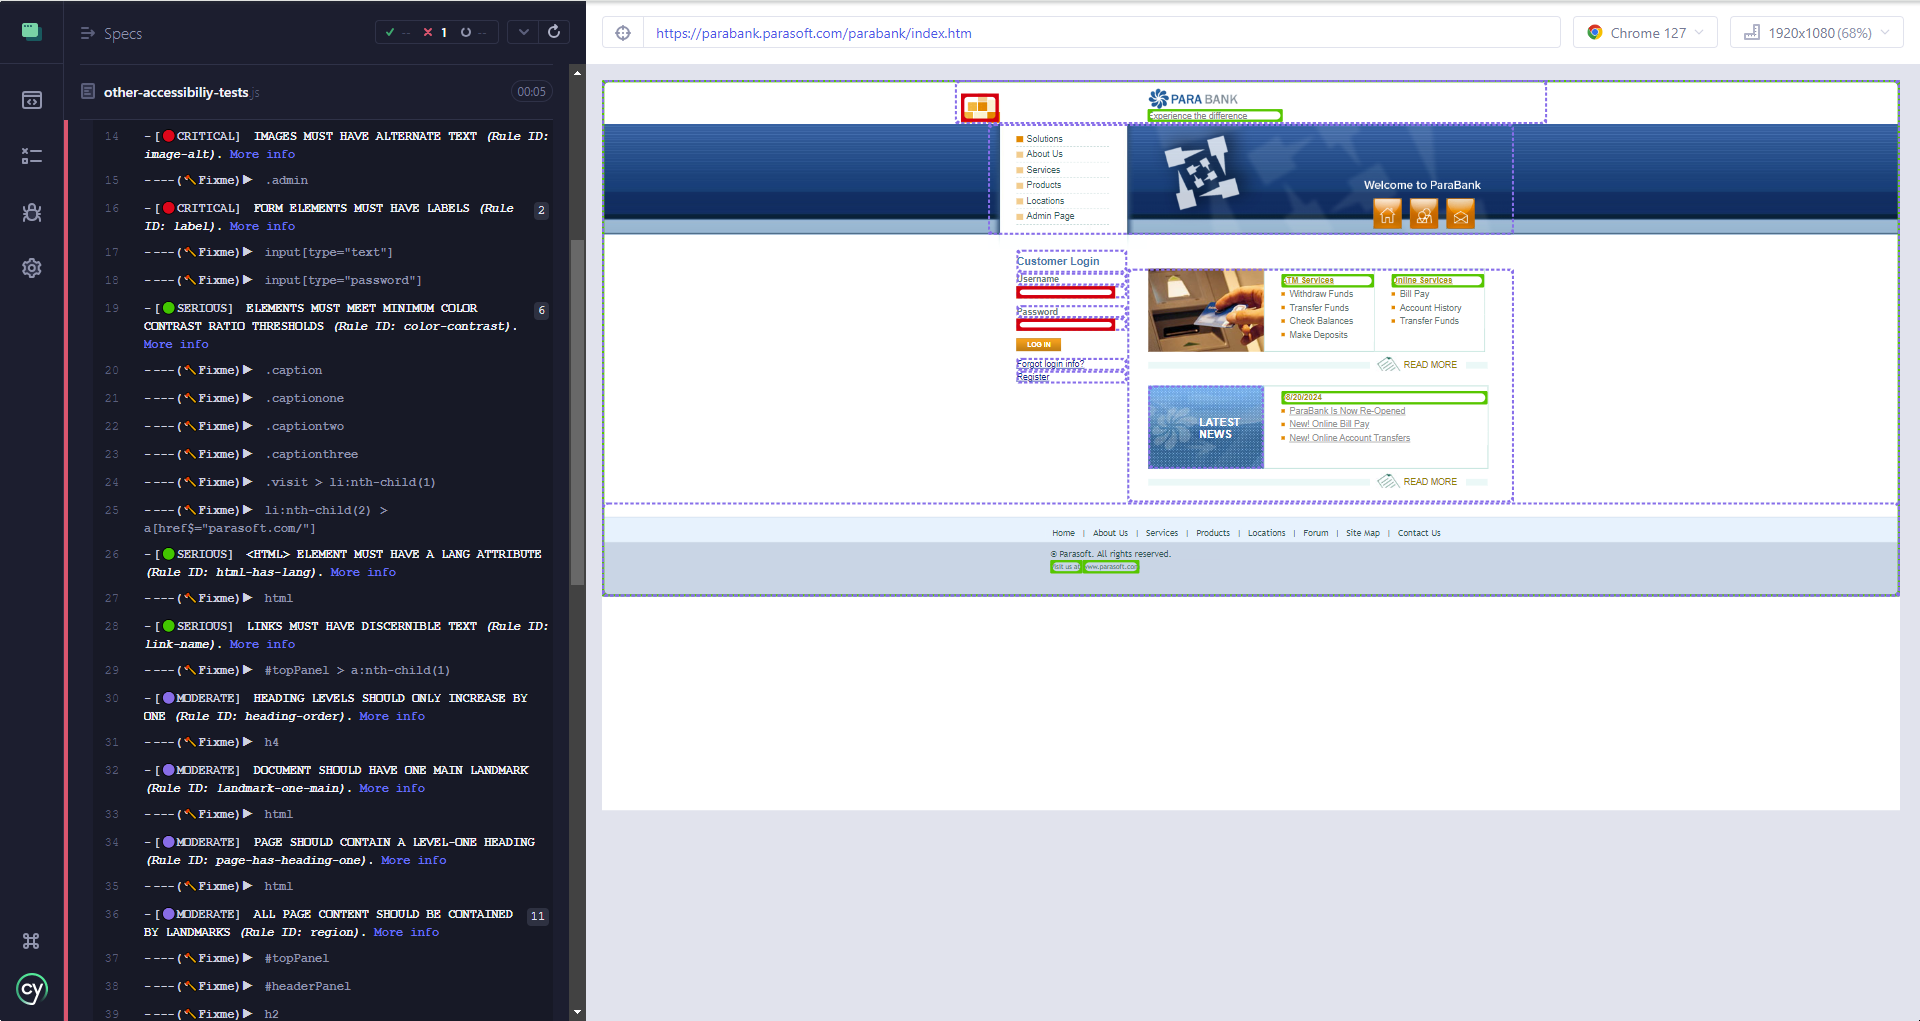 Specs
✓ -- ✕ 1 --
other-accessibiliy-tests js
00:05
14 -[CRITICAL] IMAGES MUST HAVE ALTERNATE TEXT (Rule ID:
image-alt). More info
15 ----(Fixme)▶ .admin
16 -[CRITICAL] FORM ELEMENTS MUST HAVE LABELS (Rule 2
ID: label). More info
17 ----(Fixme)▶ input[type="text"]
18 ----(Fixme)▶ input[type="password"]
19 -[SERIOUS] ELEMENTS MUST MEET MINIMUM COLOR 6
CONTRAST RATIO THRESHOLDS (Rule ID: color-contrast).
More info
20 ----(Fixme)▶ .caption
21 ----(Fixme)▶ .captionone
22 ----(Fixme)▶ .captiontwo
23 ----(Fixme)▶ .captionthree
24 ----(Fixme)▶ .visit > li:nth-child(1)
25 ----(Fixme)▶ li:nth-child(2) >
a[href$="parasoft.com/"]
26 -[SERIOUS] <HTML> ELEMENT MUST HAVE A LANG ATTRIBUTE
(Rule ID: html-has-lang). More info
27 ----(Fixme)▶ html
28 -[SERIOUS] LINKS MUST HAVE DISCERNIBLE TEXT (Rule ID:
link-name). More info
29 ----(Fixme)▶ #topPanel > a:nth-child(1)
30 -[MODERATE] HEADING LEVELS SHOULD ONLY INCREASE BY
ONE (Rule ID: heading-order). More info
31 ----(Fixme)▶ h4
32 -[MODERATE] DOCUMENT SHOULD HAVE ONE MAIN LANDMARK
(Rule ID: landmark-one-main). More info
33 ----(Fixme)▶ html
34 -[MODERATE] PAGE SHOULD CONTAIN A LEVEL-ONE HEADING
(Rule ID: page-has-heading-one). More info
35 ----(Fixme)▶ html
36 -[MODERATE] ALL PAGE CONTENT SHOULD BE CONTAINED 11
BY LANDMARKS (Rule ID: region). More info
37 ----(Fixme)▶ #topPanel
38 ----(Fixme)▶ #headerPanel
39 ----(Fixme)▶ h2
cy
https://parabank.parasoft.com/parabank/index.htm
Chrome 127
1920x1080 (68%)
PARA BANK
Experience the difference
Solutions
About Us
Services
Products
Locations
Admin Page
Welcome to ParaBank
Customer Login
Username
Password
LOG IN
Forgot login info?
Register
ATM Services
Withdraw Funds
Transfer Funds
Check Balances
Make Deposits
Online Services
Bill Pay
Account History
Transfer Funds
READ MORE
LATEST
NEWS
8/20/2024
ParaBank Is Now Re-Opened
New! Online Bill Pay
New! Online Account Transfers
READ MORE
Home | About Us | Services | Products | Locations | Forum | Site Map | Contact Us
© Parasoft. All rights reserved.
Visit us at www.parasoft.com